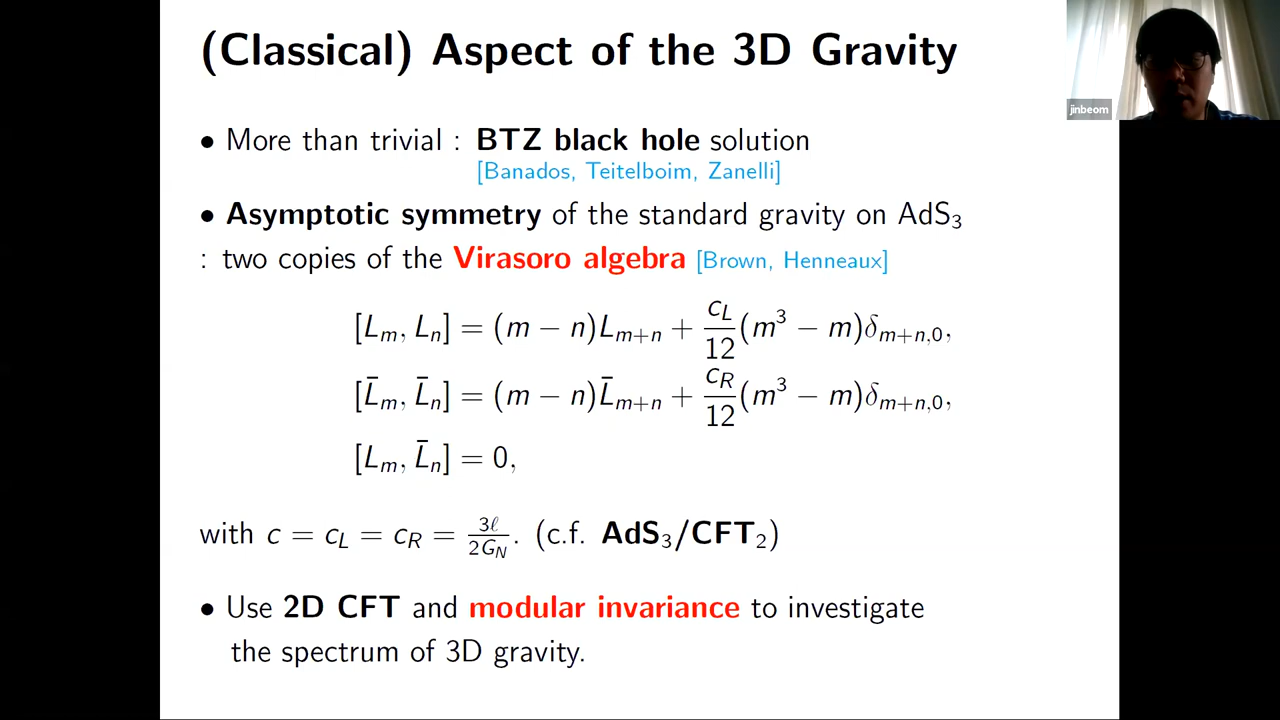 (Classical) Aspect of the 3D Gravity
jinbeom
• More than trivial : BTZ black hole solution
[Banados, Teitelboim, Zanelli]
• Asymptotic symmetry of the standard gravity on AdS₃
: two copies of the Virasoro algebra [Brown, Henneaux]
[Lₘ, Lₙ] = (m − n)Lₘ₊ₙ + c_L/12 (m³ − m)δ_{m+n,0},
[L̄ₘ, L̄ₙ] = (m − n)L̄ₘ₊ₙ + c_R/12 (m³ − m)δ_{m+n,0},
[Lₘ, L̄ₙ] = 0,
with c = c_L = c_R = 3ℓ/2G_N. (c.f. AdS₃/CFT₂)
• Use 2D CFT and modular invariance to investigate
the spectrum of 3D gravity.